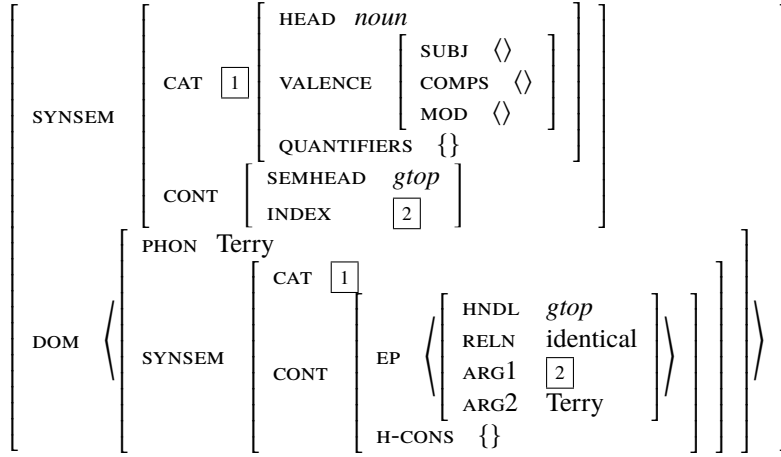 HEAD noun
SUBJ ⟨⟩
CAT 1 VALENCE COMPS ⟨⟩
SYNSEM MOD ⟨⟩
QUANTIFIERS {}
CONT SEMHEAD gtop
INDEX 2
PHON Terry
CAT 1
HNDL gtop
DOM ⟨ SYNSEM CONT EP ⟨ RELN identical ⟩ ⟩
ARG1 2
ARG2 Terry
H-CONS {}